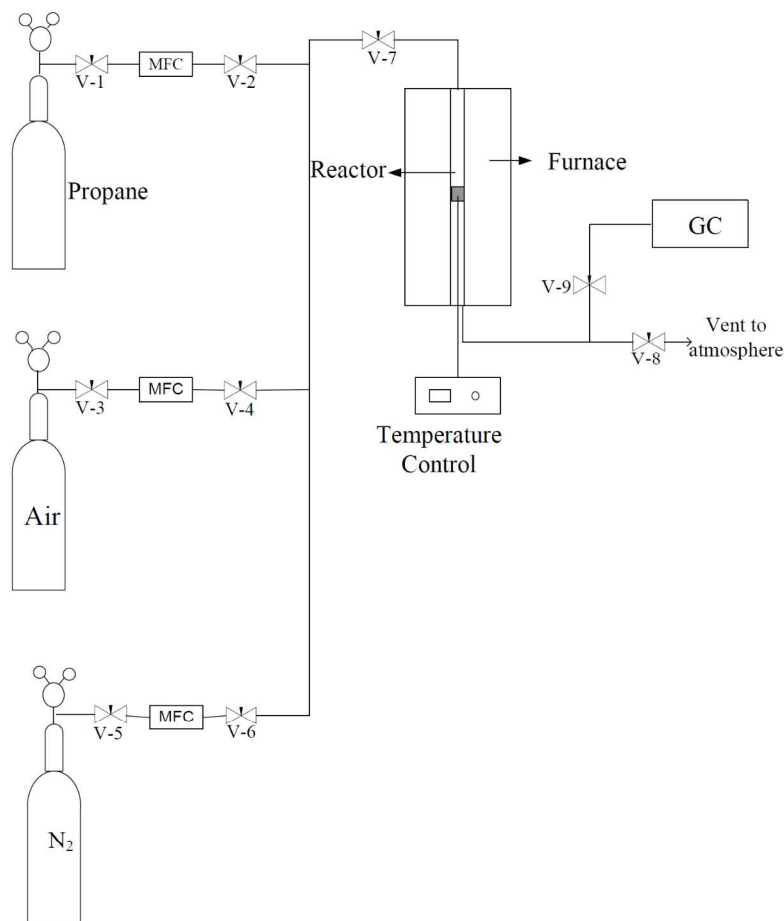 V-1
MFC
V-2
V-7
Propane
Reactor
Furnace
GC
V-9
V-8
Vent to
atmosphere
V-3
MFC
V-4
Temperature
Control
Air
V-5
MFC
V-6
N₂